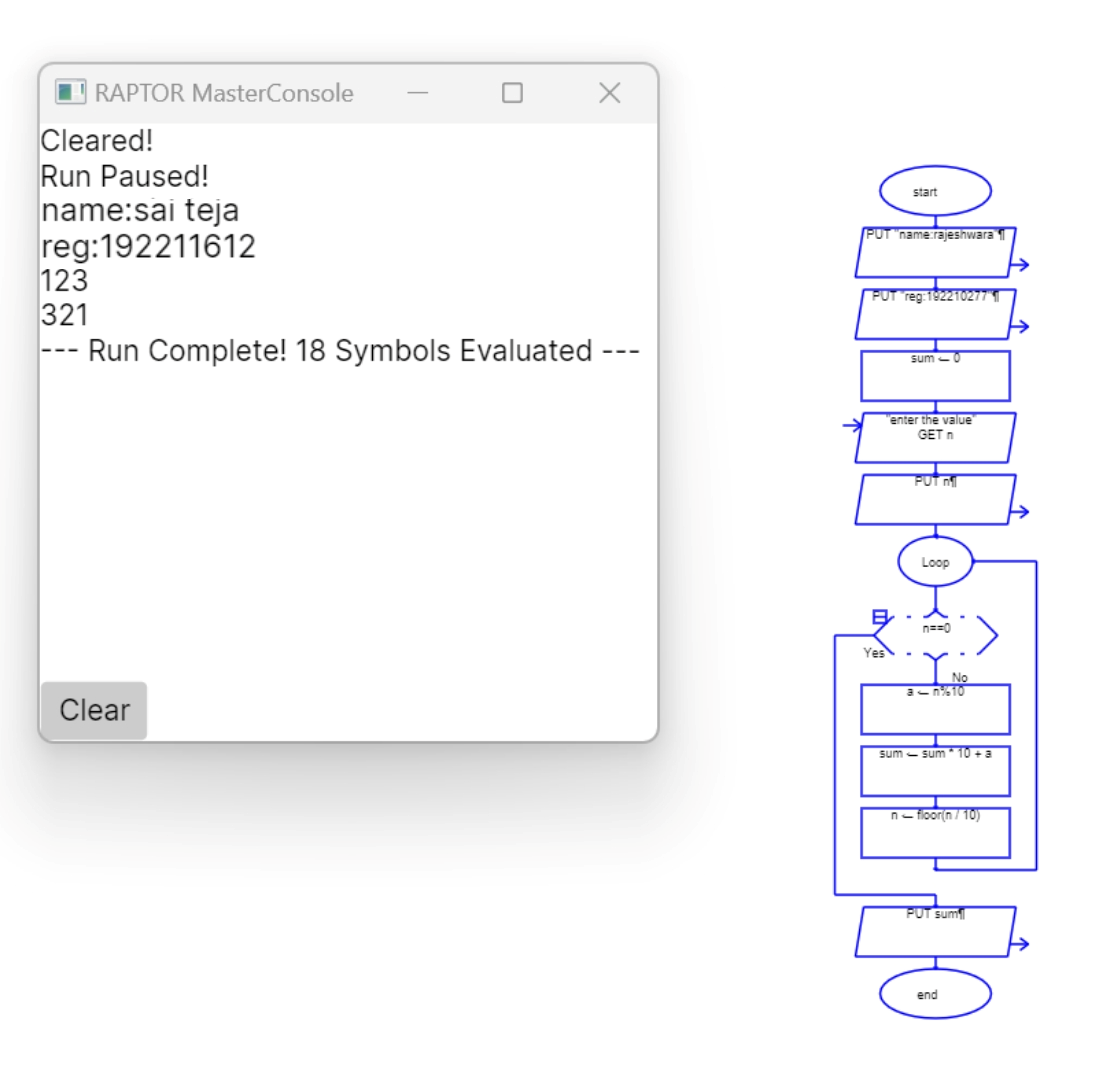 RAPTOR MasterConsole
Cleared!
Run Paused!
name:sai teja
reg:192211612
123
321
--- Run Complete! 18 Symbols Evaluated ---
Clear
start
PUT "name:rajeshwara"¶
PUT "reg:192210277"¶
sum ← 0
"enter the value"
GET n
PUT n¶
Loop
n==0
Yes
No
a ← n%10
sum ← sum * 10 + a
n ← floor(n / 10)
PUT sum¶
end